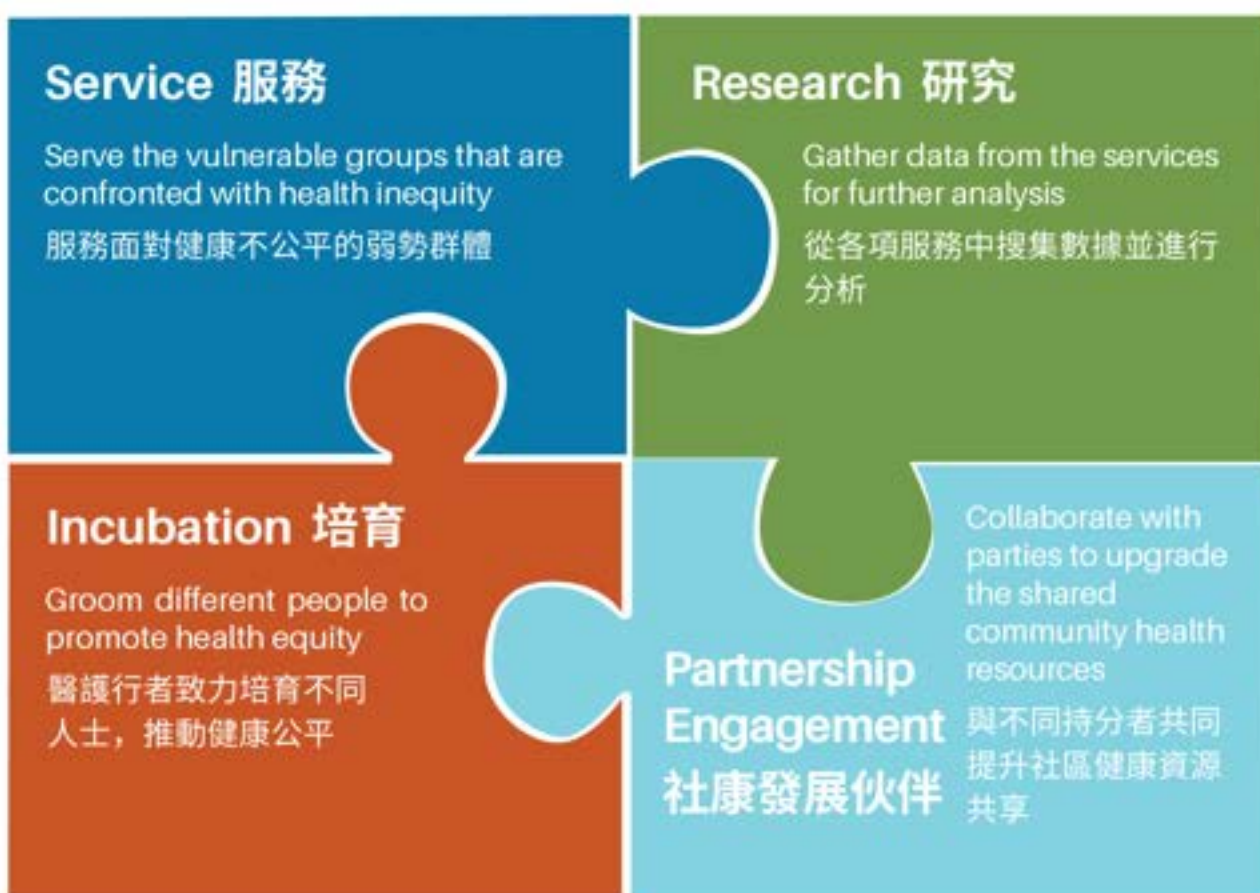 Service 服務
Serve the vulnerable groups that are
confronted with health inequity
服務面對健康不公平的弱勢群體
Research 研究
Gather data from the services
for further analysis
從各項服務中搜集數據並進行
分析
Incubation 培育
Groom different people to
promote health equity
醫護行者致力培育不同
人士，推動健康公平
Partnership
Engagement
社康發展伙伴
Collaborate with
parties to upgrade
the shared
community health
resources
與不同持分者共同
提升社區健康資源
共享